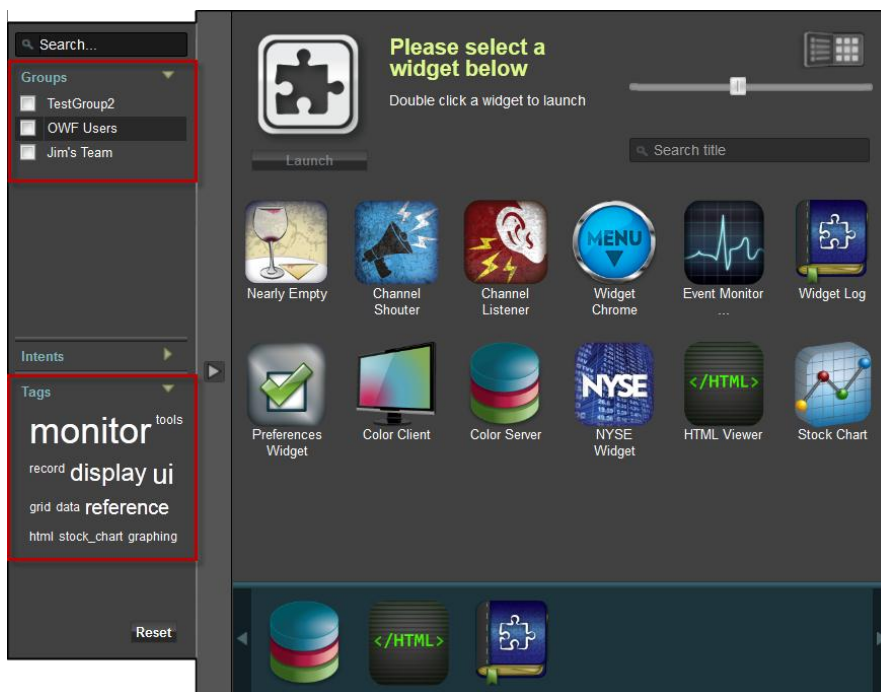 Search...
Groups
TestGroup2
OWF Users
Jim's Team
Intents
Tags
monitor tools
record display ui
grid data reference
html stock_chart graphing
Reset
Please select a
widget below
Double click a widget to launch
Launch
Search title
MENU
Nearly Empty
Channel
Shouter
Channel
Listener
Widget
Chrome
Event Monitor
...
Widget Log
NYSE
</HTML>
Preferences
Widget
Color Client
Color Server
NYSE
Widget
HTML Viewer
Stock Chart
</HTML>